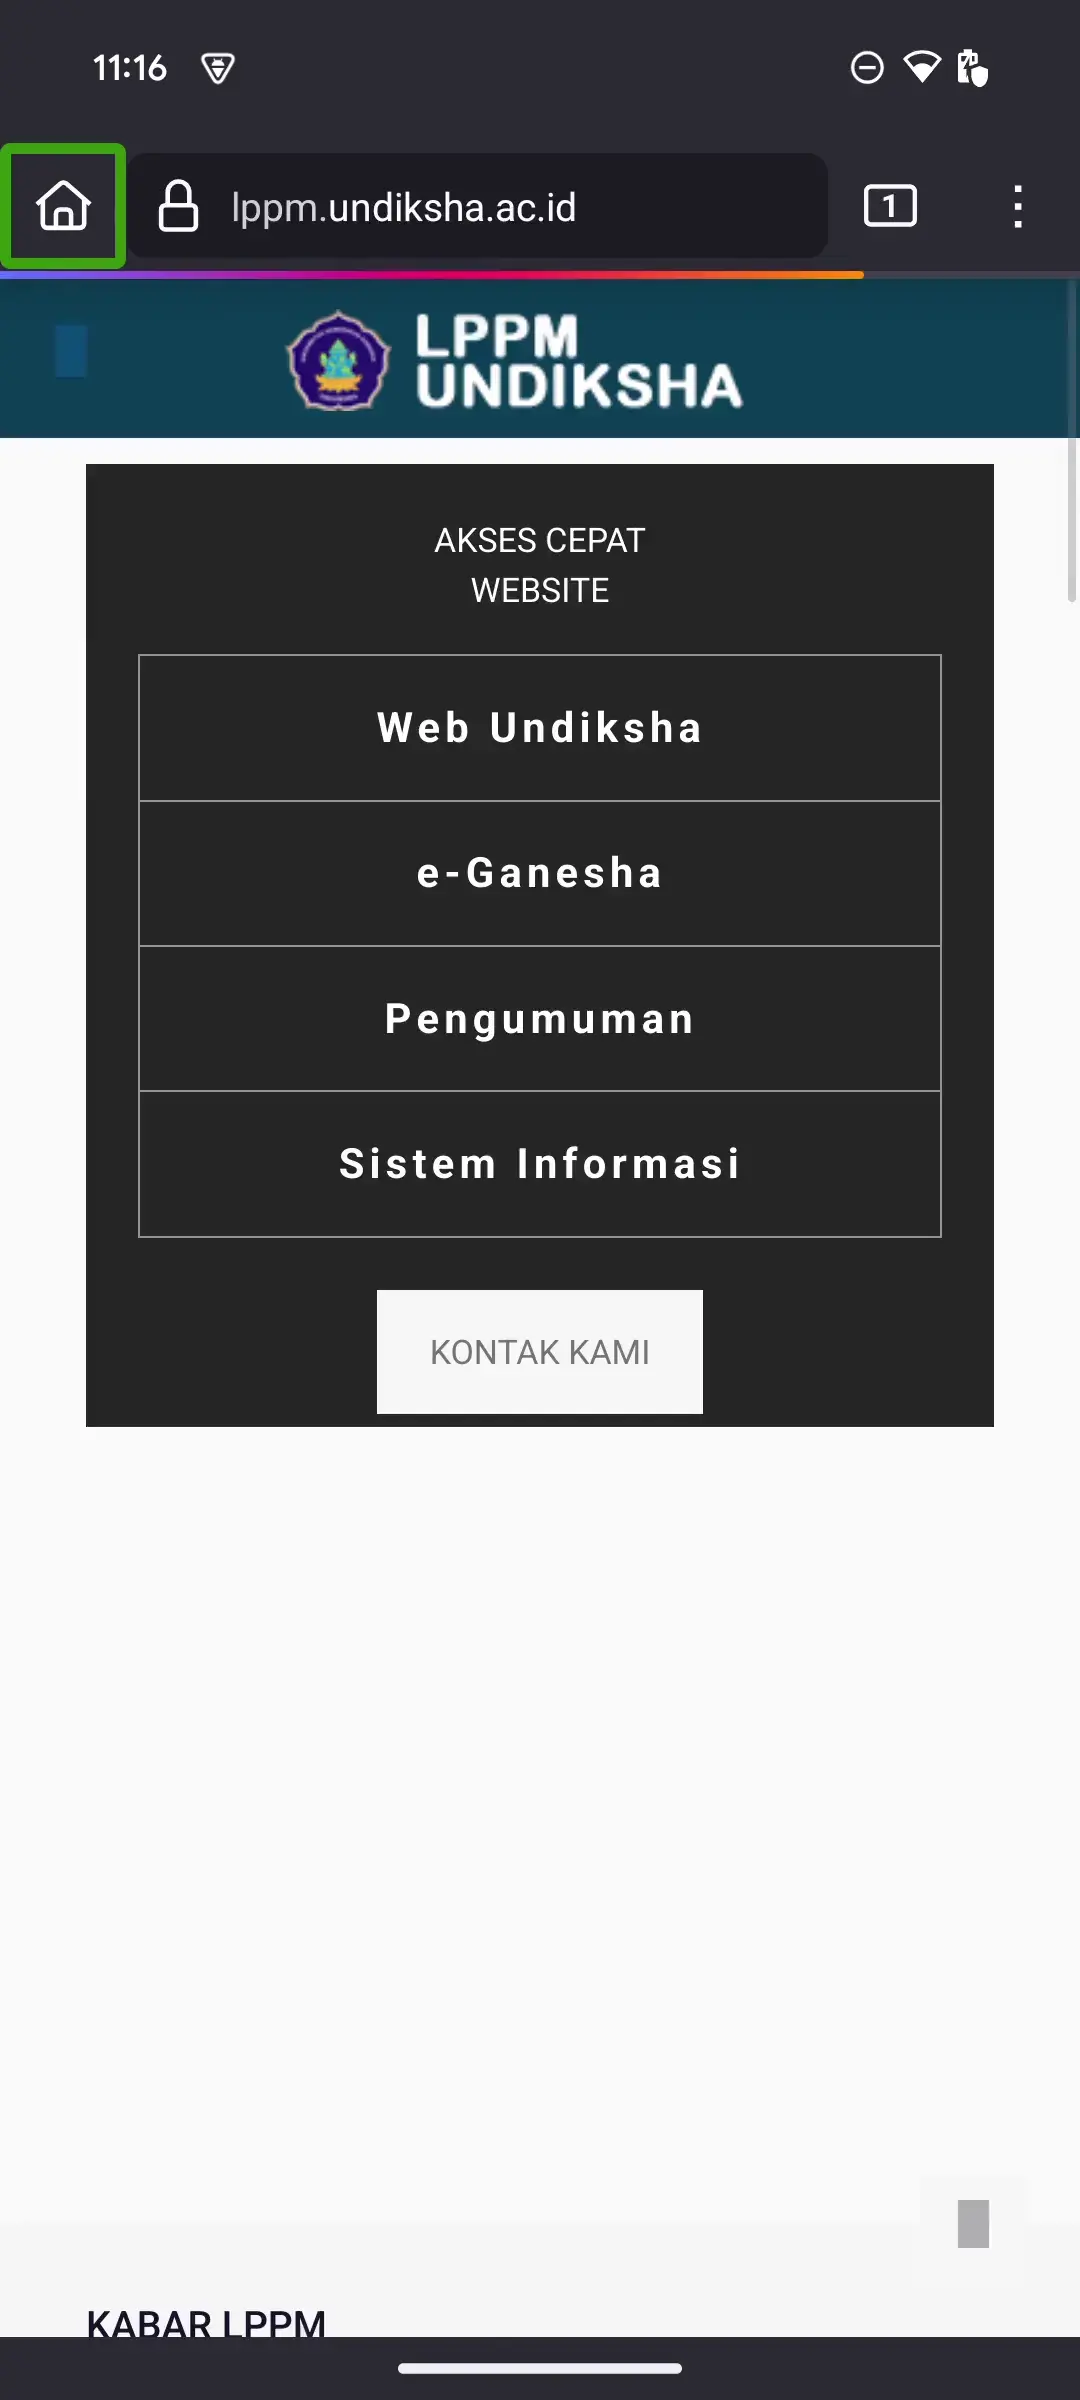 11:16
lppm.undiksha.ac.id
1
LPPM
UNDIKSHA
AKSES CEPAT
WEBSITE
Web Undiksha
e-Ganesha
Pengumuman
Sistem Informasi
KONTAK KAMI
KABAR LPPM